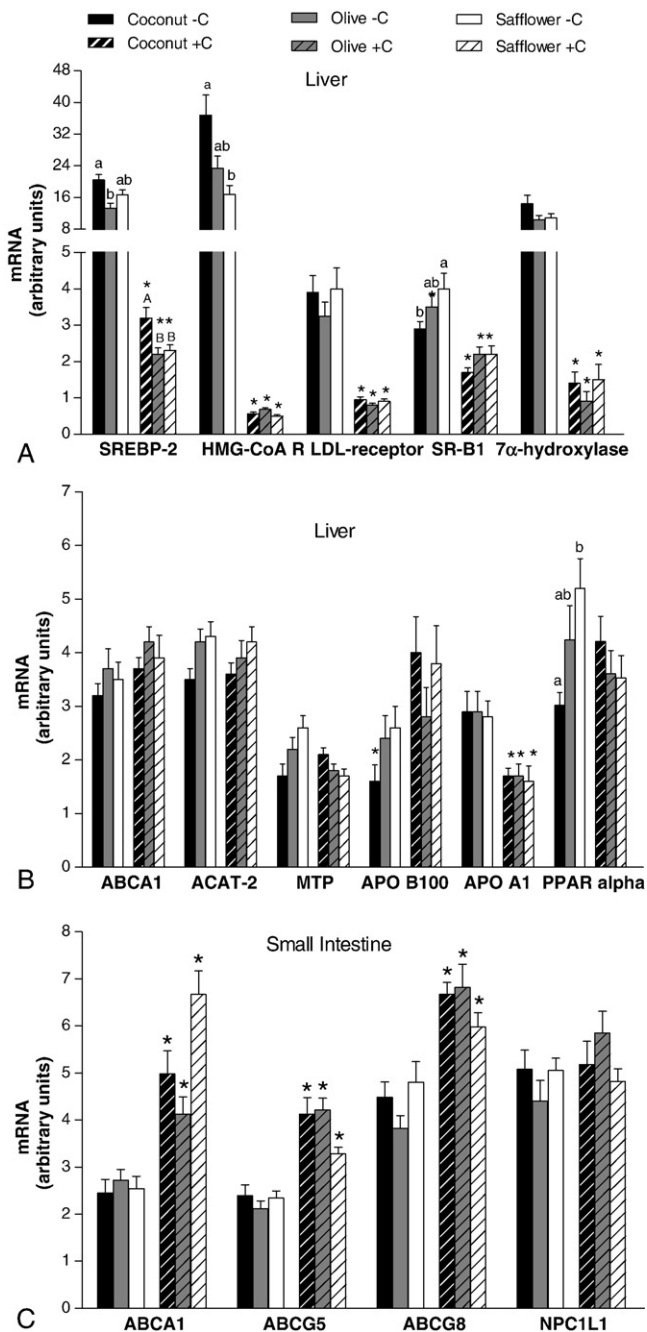 Coconut -C Olive -C Safflower -C
Coconut +C Olive +C Safflower +C
Liver
mRNA
(arbitrary units)
48
36
24
16
8
5
4
3
2
1
0
a
b
ab
*
A
**
B B
a
ab
b
* * *
* * *
b
ab
*
a
*
**
* * *
A
SREBP-2 HMG-CoA R LDL-receptor SR-B1 7α-hydroxylase
Liver
mRNA
(arbitrary units)
7
6
5
4
3
2
1
0
*
** *
a
ab
b
B
ABCA1 ACAT-2 MTP APO B100 APO A1 PPAR alpha
Small Intestine
mRNA
(arbitrary units)
8
7
6
5
4
3
2
1
0
* * *
* * *
* * *
C
ABCA1 ABCG5 ABCG8 NPC1L1